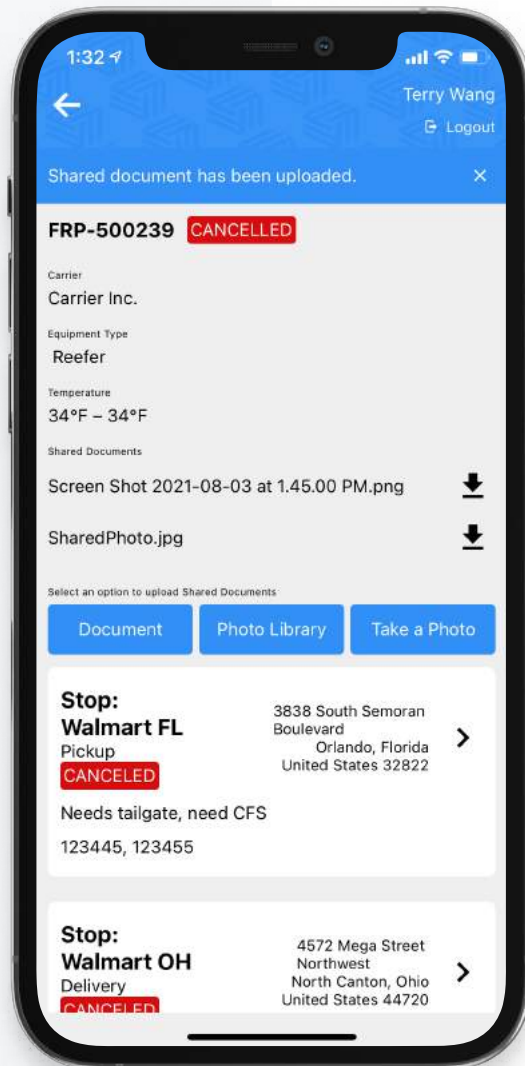 1:32
Terry Wang
Logout
Shared document has been uploaded. ×
FRP-500239 CANCELLED
Carrier
Carrier Inc.
Equipment Type
Reefer
Temperature
34°F – 34°F
Shared Documents
Screen Shot 2021-08-03 at 1.45.00 PM.png
SharedPhoto.jpg
Select an option to upload Shared Documents
Document Photo Library Take a Photo
Stop:
Walmart FL
Pickup
CANCELED
3838 South Semoran
Boulevard
Orlando, Florida
United States 32822
Needs tailgate, need CFS
123445, 123455
Stop:
Walmart OH
Delivery
CANCELED
4572 Mega Street
Northwest
North Canton, Ohio
United States 44720